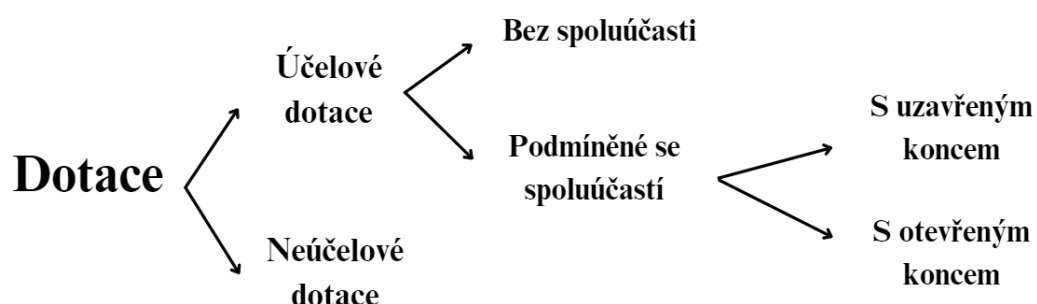 Dotace
Účelové
dotace
Neúčelové
dotace
Bez spoluúčasti
Podmíněné se
spoluúčastí
S uzavřeným
koncem
S otevřeným
koncem